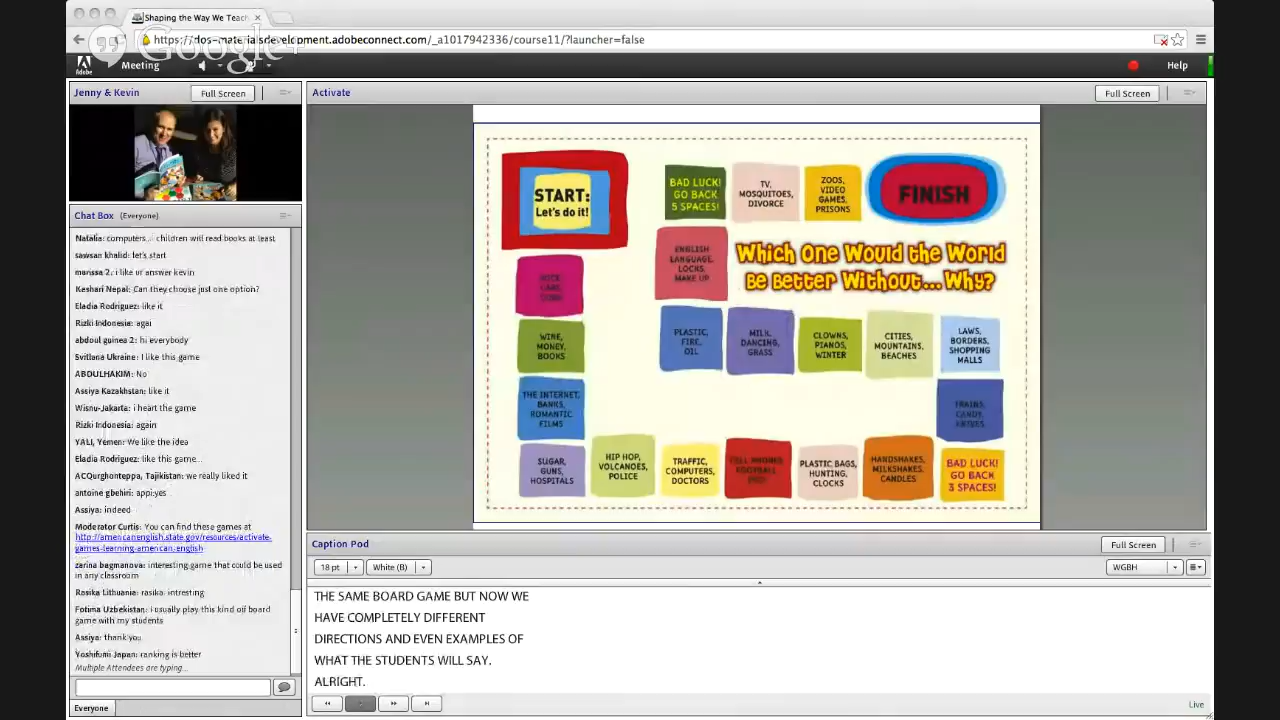 Shaping the Way We Teach
Google+
https://dos-materialsdevelopment.adobeconnect.com/_a1017942336/course11/?launcher=false
Adobe
Meeting
Help
Jenny & Kevin
Full Screen
Chat Box (Everyone)
Natalia: computers,.. children will read books at least
sawsan khalid: let's start
marissa 2: i like ur answer kevin
Keshari Nepal: Can they choose just one option?
Eladia Rodriguez: like it
Rizki Indonesia: agai
abdoul guinea 2: hi everybody
Svitlana Ukraine: I like this game
ABDULHAKIM: No
Assiya Kazakhstan: like it
Wisnu-Jakarta: i heart the game
Rizki Indonesia: again
YALI, Yemen: We like the idea
Eladia Rodriguez: like this game...
ACQurghonteppa, Tajikistan: we really liked it
antoine gbehiri: appi:yes
Assiya: indeed
Moderator Curtis: You can find these games at
http://americanenglish.state.gov/resources/activate-
games-learning-american-english
zarina bagmanova: interesting game that could be used
in any classroom
Rasika Lithuania: rasika: intresting
Fotima Uzbekistan: i usually play this kind off board
game with my students
Assiya: thank you
Yoshifumi Japan: ranking is better
Multiple Attendees are typing...
Everyone
Activate
Full Screen
START:
Let's do it!
BAD LUCK!
GO BACK
5 SPACES!
TV,
MOSQUITOES,
DIVORCE
ZOOS,
VIDEO
GAMES,
PRISONS
FINISH
ENGLISH
LANGUAGE,
LOCKS,
MAKE UP
Which One Would the World
Be Better Without... Why?
WINE,
MONEY,
BOOKS
PLASTIC,
FIRE,
OIL
MILK,
DANCING,
GRASS
CLOWNS,
PIANOS,
WINTER
CITIES,
MOUNTAINS,
BEACHES
LAWS,
BORDERS,
SHOPPING
MALLS
THE INTERNET,
BANKS,
ROMANTIC
FILMS
TRAINS,
CANDY,
KNIVES
SUGAR,
GUNS,
HOSPITALS
HIP HOP,
VOLCANOES,
POLICE
TRAFFIC,
COMPUTERS,
DOCTORS
CELL PHONES,
FOOTBALL
PLASTIC BAGS,
HUNTING,
CLOCKS
HANDSHAKES,
MILKSHAKES,
CANDLES
BAD LUCK!
GO BACK
3 SPACES!
Caption Pod
Full Screen
18 pt
White (B)
WGBH
THE SAME BOARD GAME BUT NOW WE
HAVE COMPLETELY DIFFERENT
DIRECTIONS AND EVEN EXAMPLES OF
WHAT THE STUDENTS WILL SAY.
ALRIGHT.
Live